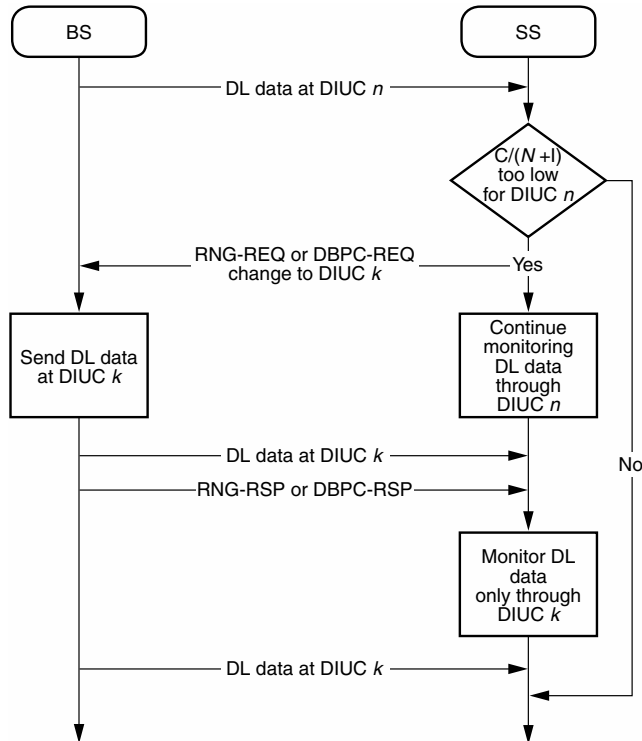 BS
SS
DL data at DIUC n
C/(N +I)
too low
for DIUC n
RNG-REQ or DBPC-REQ
change to DIUC k
Yes
Send DL data
at DIUC k
Continue
monitoring
DL data
through
DIUC n
DL data at DIUC k
No
RNG-RSP or DBPC-RSP
Monitor DL
data
only through
DIUC k
DL data at DIUC k